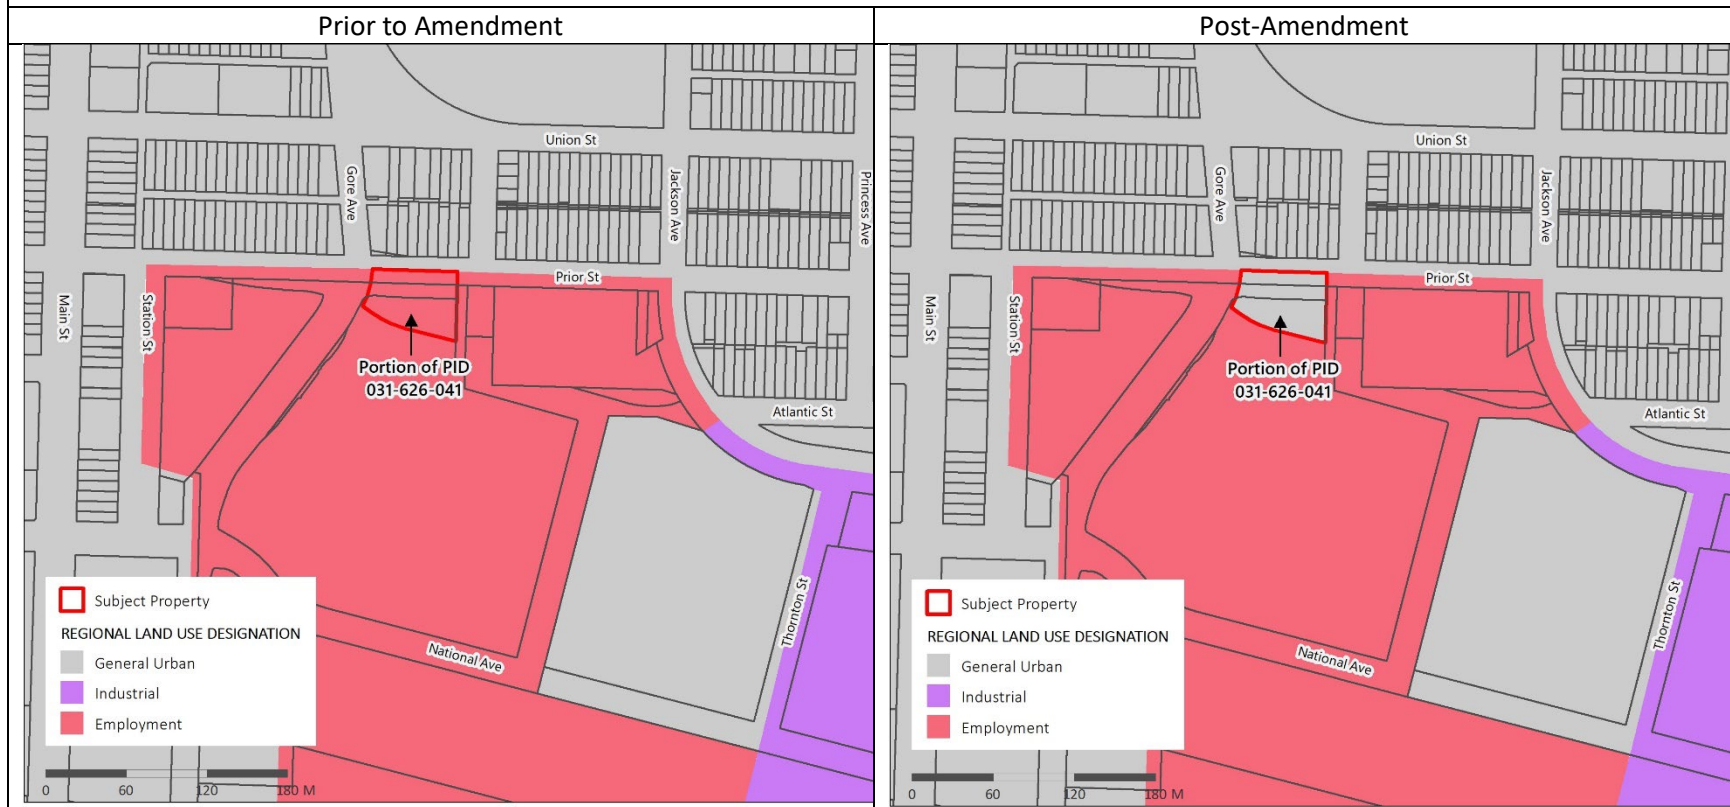 Prior to Amendment
Union St
Gore Ave
Jackson Ave
Princess Ave
Prior St
Main St
Station St
Portion of PID
031-626-041
Atlantic St
Thornton St
National Ave
Subject Property
REGIONAL LAND USE DESIGNATION
General Urban
Industrial
Employment
0 60 120 180 M
Post-Amendment
Union St
Gore Ave
Jackson Ave
Prior St
Main St
Station St
Portion of PID
031-626-041
Atlantic St
Thornton St
National Ave
Subject Property
REGIONAL LAND USE DESIGNATION
General Urban
Industrial
Employment
0 60 120 180 M